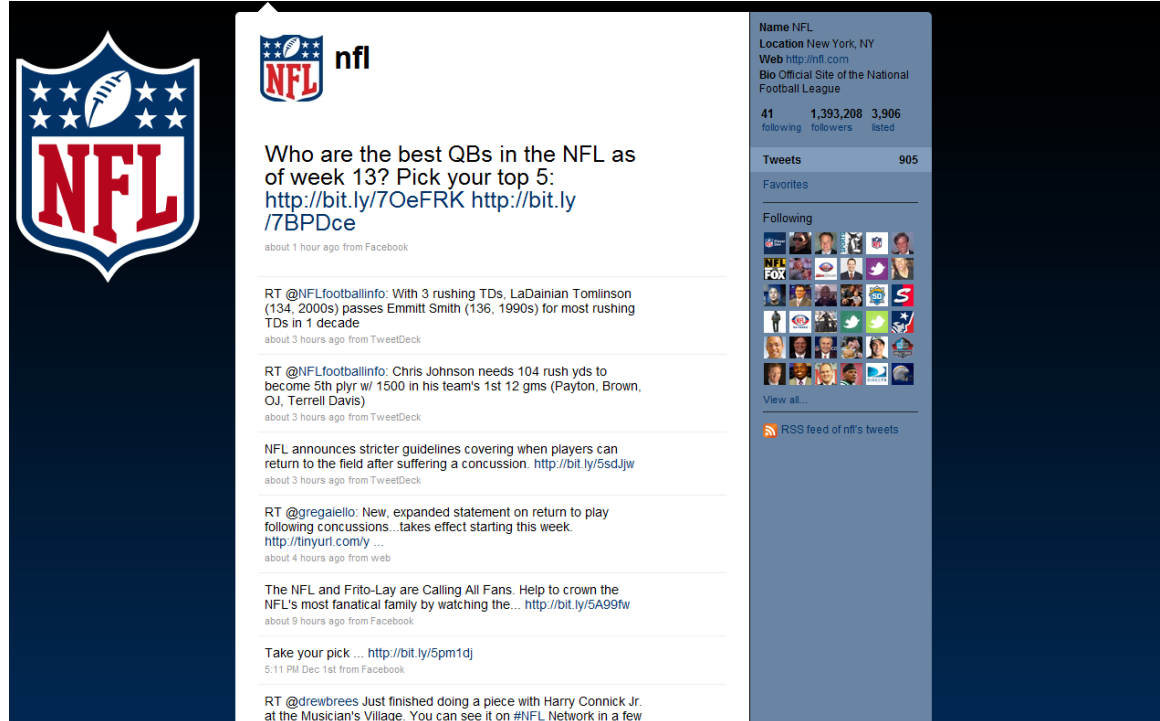 NFL
NFL
nfl
Who are the best QBs in the NFL as
of week 13? Pick your top 5:
http://bit.ly/7OeFRK http://bit.ly
/7BPDce
about 1 hour ago from Facebook
RT @NFLfootballinfo: With 3 rushing TDs, LaDainian Tomlinson
(134, 2000s) passes Emmitt Smith (136, 1990s) for most rushing
TDs in 1 decade
about 3 hours ago from TweetDeck
RT @NFLfootballinfo: Chris Johnson needs 104 rush yds to
become 5th plyr w/ 1500 in his team's 1st 12 gms (Payton, Brown,
OJ, Terrell Davis)
about 3 hours ago from TweetDeck
NFL announces stricter guidelines covering when players can
return to the field after suffering a concussion. http://bit.ly/5sdJjw
about 3 hours ago from TweetDeck
RT @gregaiello: New, expanded statement on return to play
following concussions...takes effect starting this week.
http://tinyurl.com/y ...
about 4 hours ago from web
The NFL and Frito-Lay are Calling All Fans. Help to crown the
NFL's most fanatical family by watching the... http://bit.ly/5A99fw
about 9 hours ago from Facebook
Take your pick ... http://bit.ly/5pm1dj
5:11 PM Dec 1st from Facebook
RT @drewbrees Just finished doing a piece with Harry Connick Jr.
at the Musician's Village. You can see it on #NFL Network in a few
Name NFL
Location New York, NY
Web http://nfl.com
Bio Official Site of the National
Football League
41 1,393,208 3,906
following followers listed
Tweets 905
Favorites
Following
NFL
FOX
50
S
NFL
DIRECTV
View all...
RSS feed of nfl's tweets